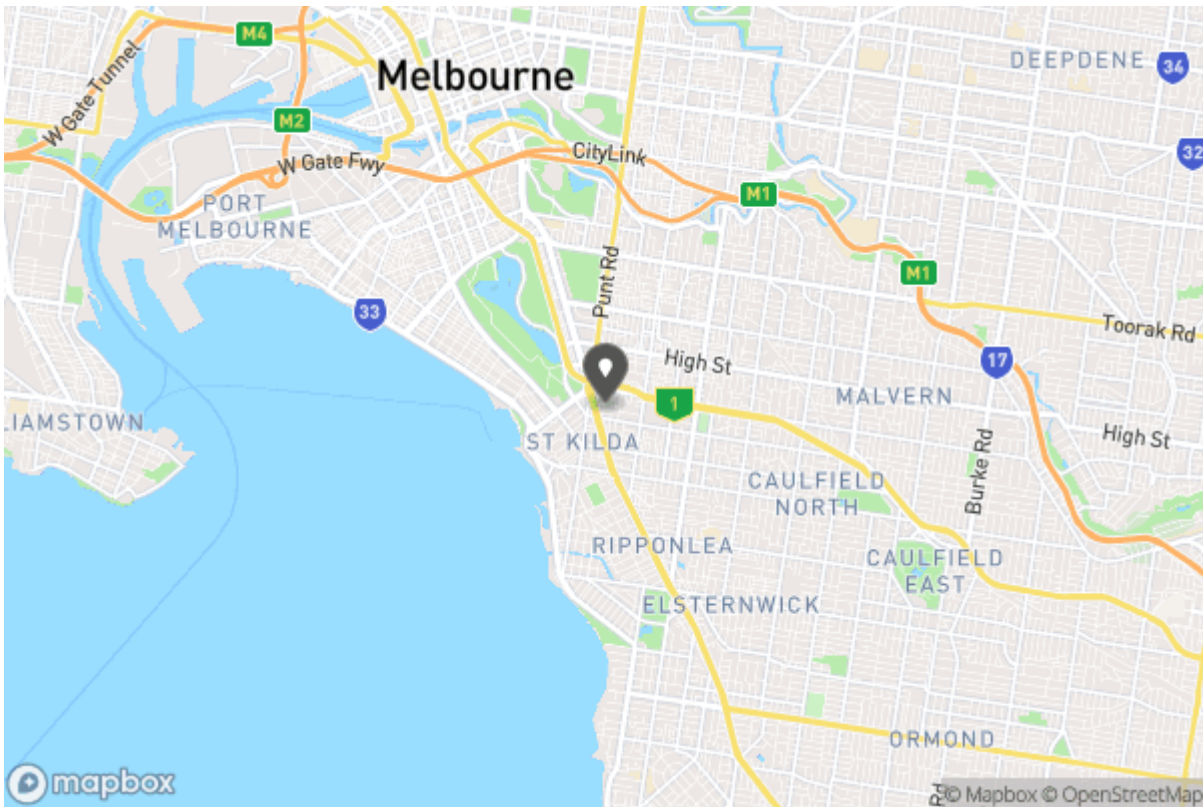 M4
DEEPDENE
34
Melbourne
W Gate Tunnel
M2
32
CityLink
W Gate Fwy
M1
PORT
MELBOURNE
Punt Rd
M1
33
Toorak Rd
17
High St
1
MALVERN
LIAMSTOWN
High St
ST KILDA
Burke Rd
CAULFIELD
NORTH
RIPPONLEA
CAULFIELD
EAST
ELSTERNWICK
ORMOND
Rd
mapbox
© Mapbox © OpenStreetMap